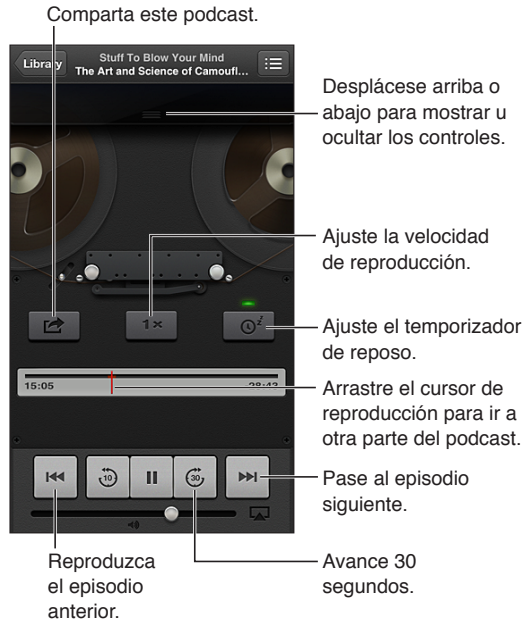 Comparta este podcast.
Library
Stuff To Blow Your Mind
The Art and Science of Camoufl...
Desplácese arriba o
abajo para mostrar u
ocultar los controles.
Ajuste la velocidad
de reproducción.
1×
z z
Ajuste el temporizador
de reposo.
15:05
28:43
Arrastre el cursor de
reproducción para ir a
otra parte del podcast.
10
30
Pase al episodio
siguiente.
Reproduzca
el episodio
anterior.
Avance 30
segundos.